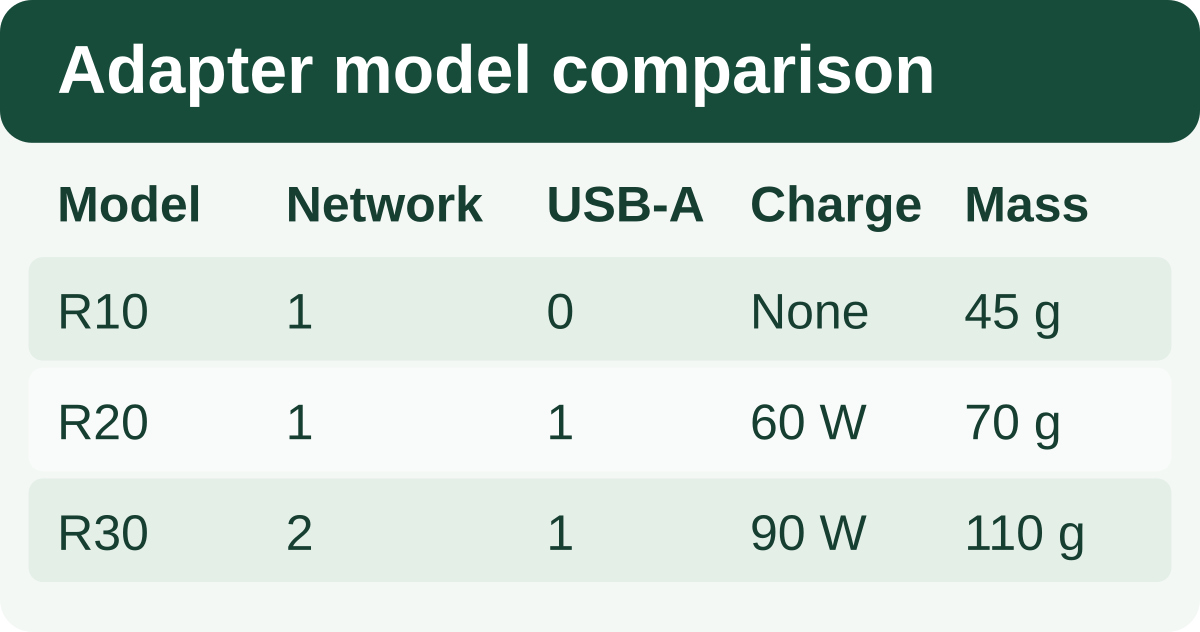 Adapter model comparison
Model Network USB-A Charge Mass
R10 1 0 None 45 g
R20 1 1 60 W 70 g
R30 2 1 90 W 110 g